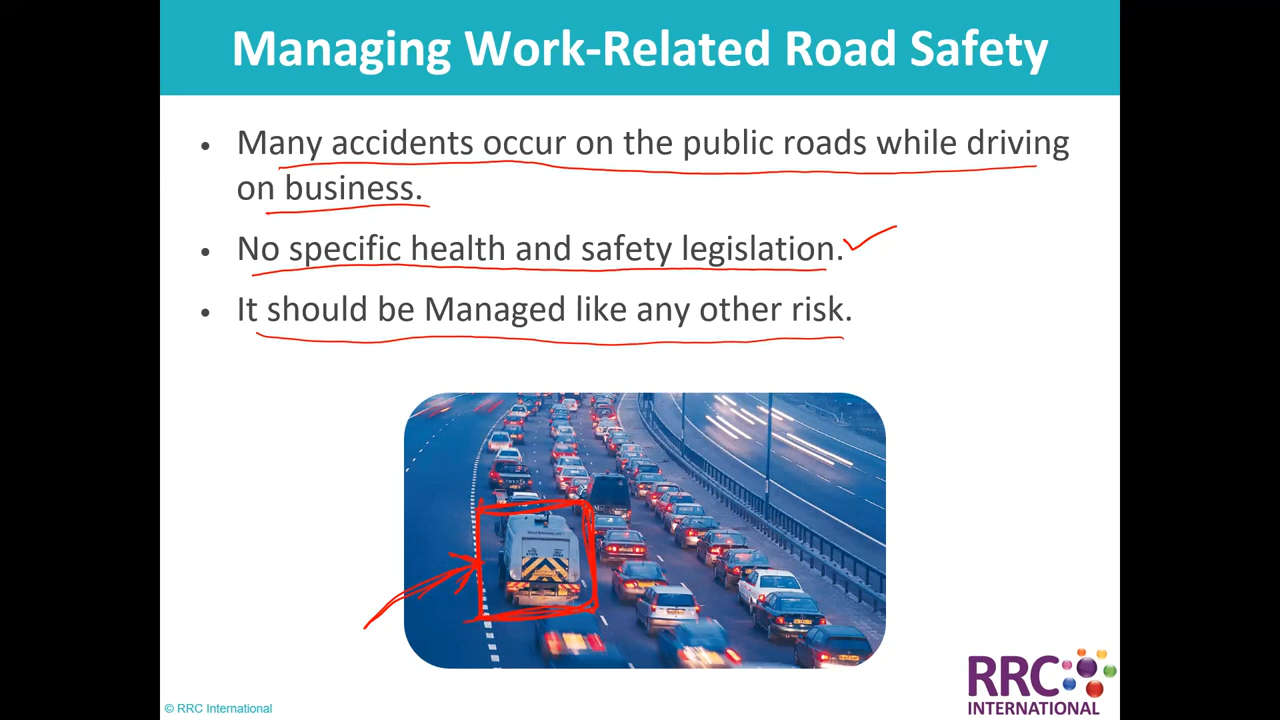 Managing Work-Related Road Safety
• Many accidents occur on the public roads while driving
on business.
• No specific health and safety legislation.
• It should be Managed like any other risk.
RRC
INTERNATIONAL
© RRC International